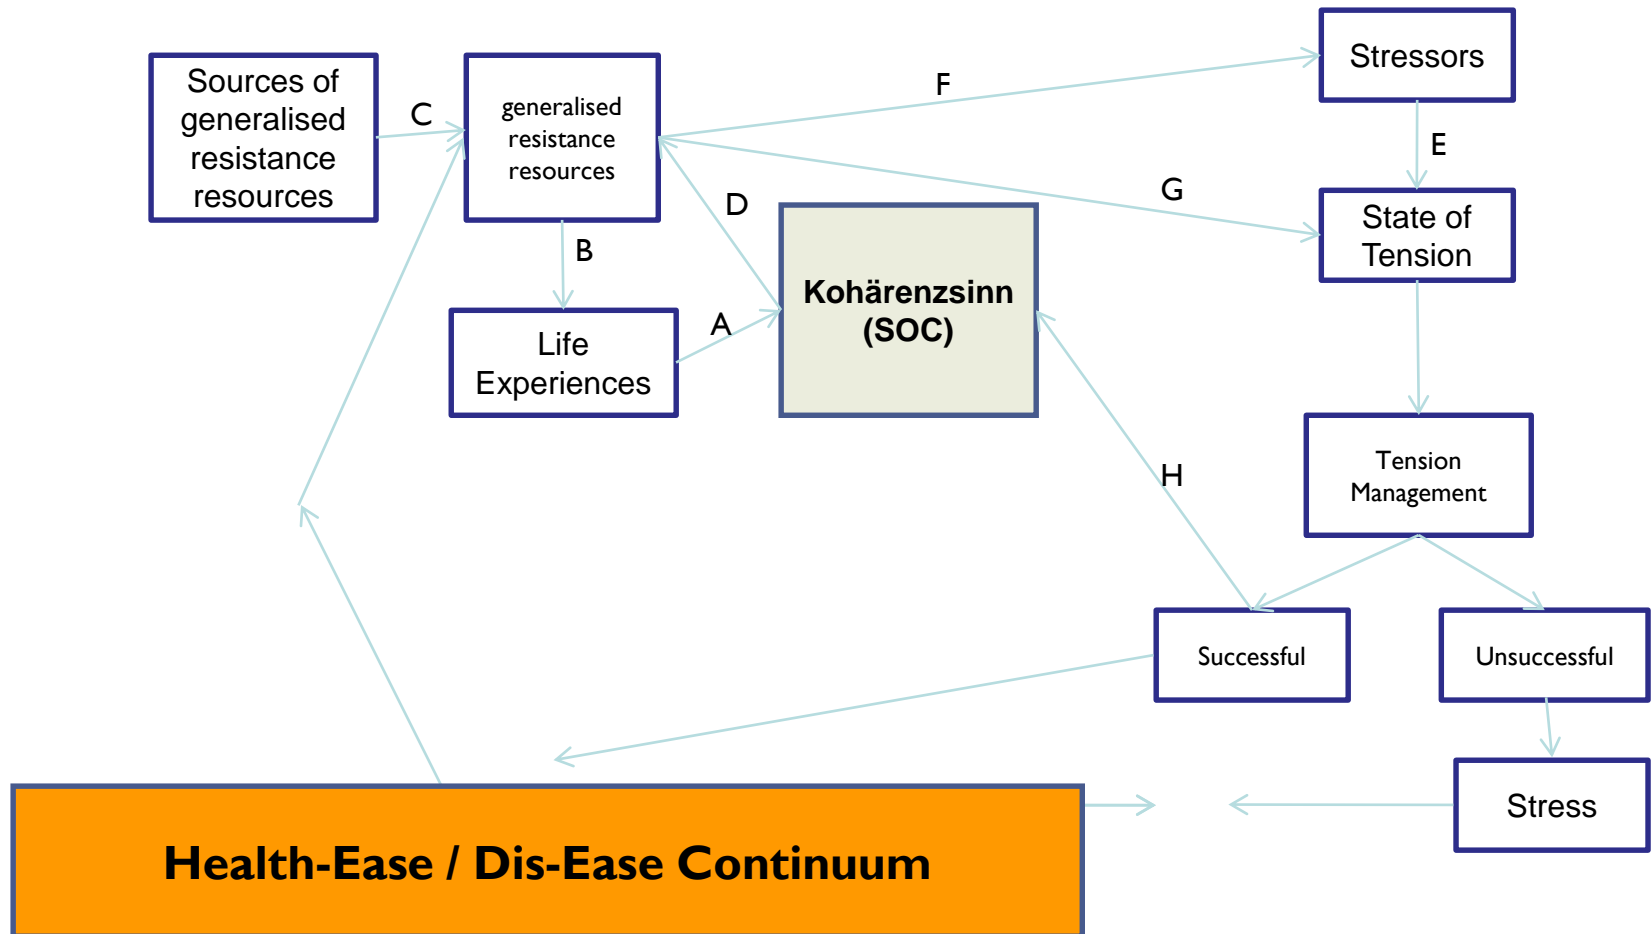 Sources of
generalised
resistance
resources
C
generalised
resistance
resources
F
Stressors
E
G
State of
Tension
D
B
Life
Experiences
A
Kohärenzsinn
(SOC)
H
Tension
Management
Successful
Unsuccessful
Stress
Health-Ease / Dis-Ease Continuum